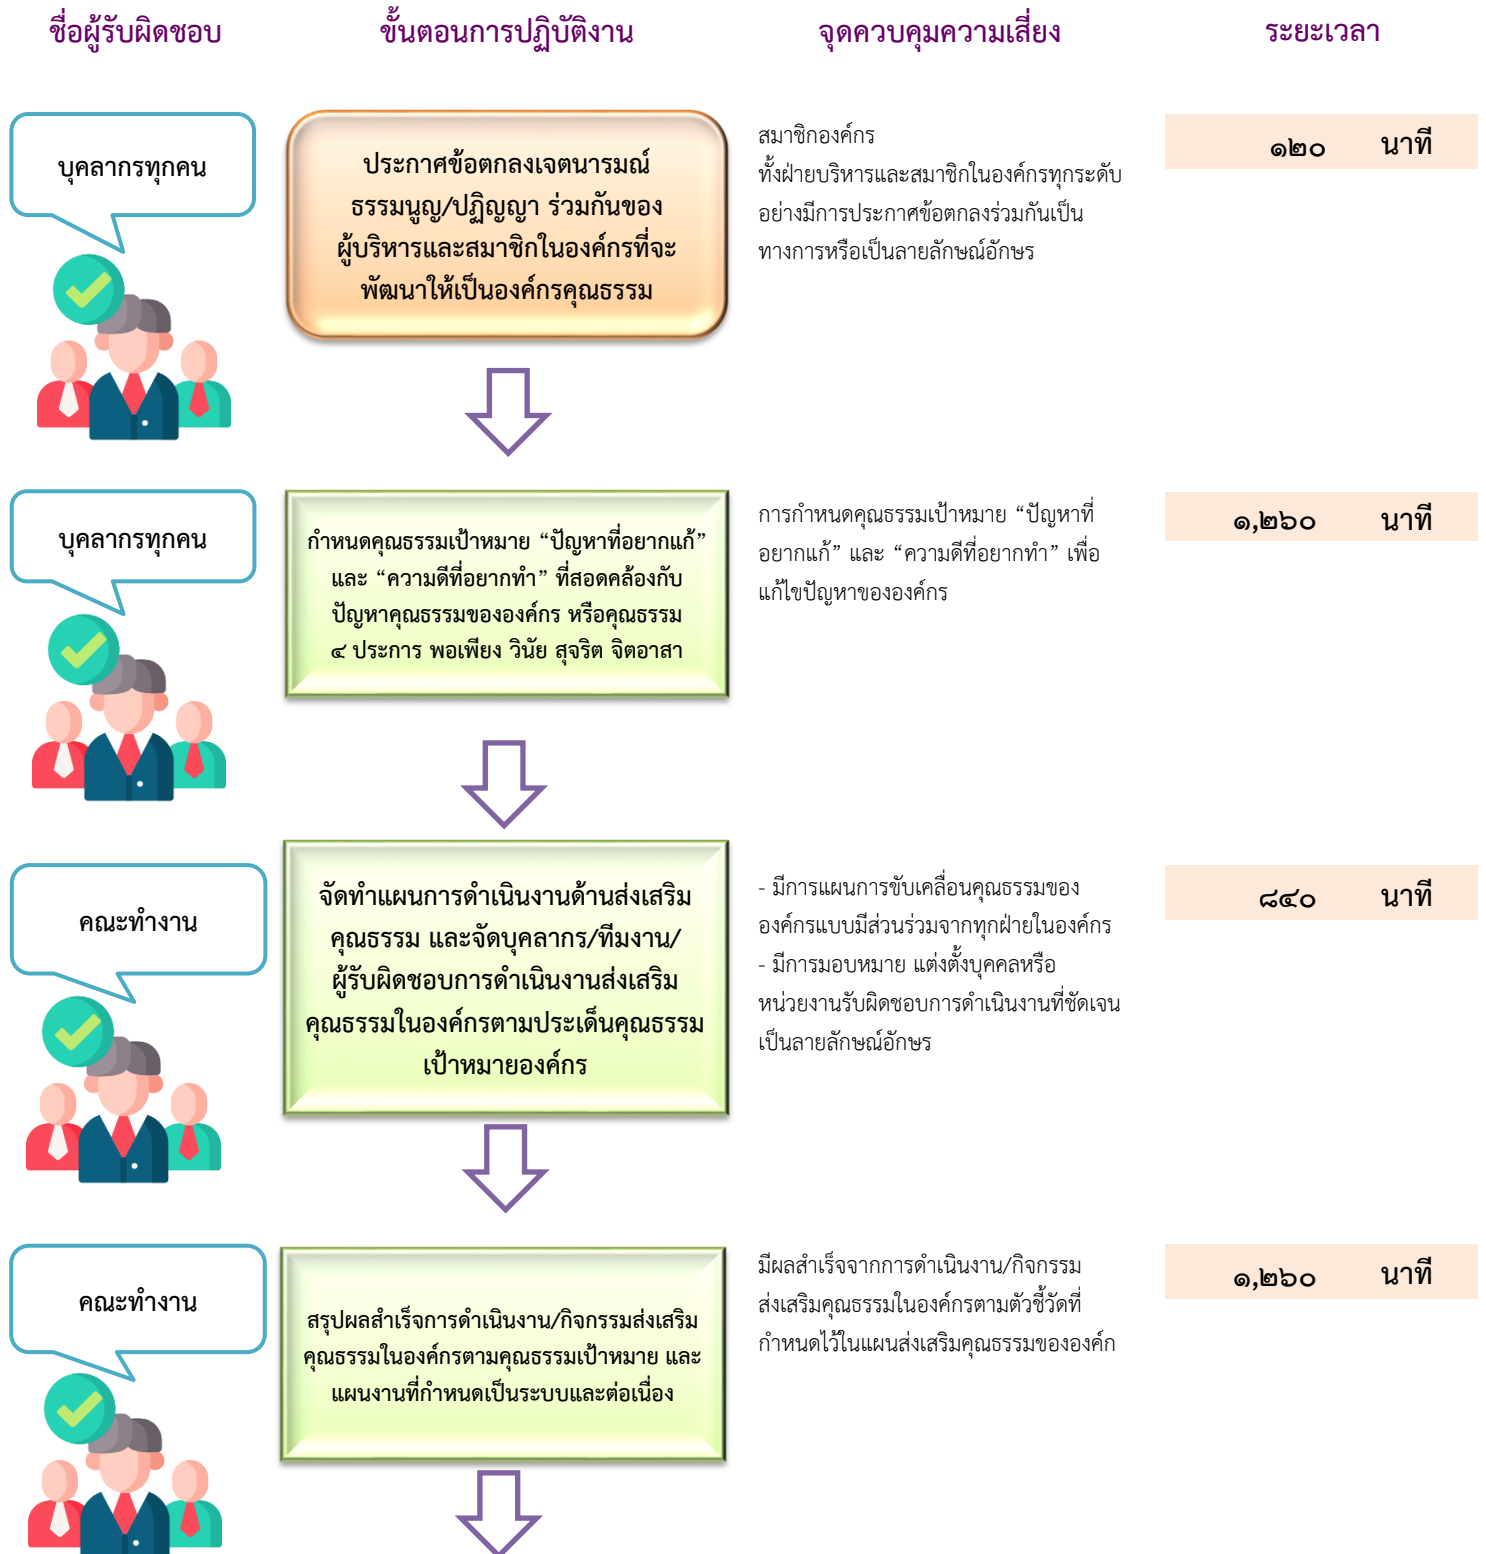 ชื่อผู้รับผิดชอบ ขั้นตอนการปฏิบัติงาน จุดควบคุมความเสี่ยง ระยะเวลา
บุคลากรทุกคน
ประกาศข้อตกลงเจตนารมณ์
ธรรมนูญ/ปฏิญญา ร่วมกันของ
ผู้บริหารและสมาชิกในองค์กรที่จะ
พัฒนาให้เป็นองค์กรคุณธรรม
สมาชิกองค์กร
ทั้งฝ่ายบริหารและสมาชิกในองค์กรทุกระดับ
อย่างมีการประกาศข้อตกลงร่วมกันเป็น
ทางการหรือเป็นลายลักษณ์อักษร
๑๒๐ นาที
บุคลากรทุกคน
กำหนดคุณธรรมเป้าหมาย “ปัญหาที่อยากแก้”
และ “ความดีที่อยากทำ” ที่สอดคล้องกับ
ปัญหาคุณธรรมขององค์กร หรือคุณธรรม
๔ ประการ พอเพียง วินัย สุจริต จิตอาสา
การกำหนดคุณธรรมเป้าหมาย “ปัญหาที่
อยากแก้” และ “ความดีที่อยากทำ” เพื่อ
แก้ไขปัญหาขององค์กร
๑,๒๖๐ นาที
คณะทำงาน
จัดทำแผนการดำเนินงานด้านส่งเสริม
คุณธรรม และจัดบุคลากร/ทีมงาน/
ผู้รับผิดชอบการดำเนินงานส่งเสริม
คุณธรรมในองค์กรตามประเด็นคุณธรรม
เป้าหมายองค์กร
- มีการแผนการขับเคลื่อนคุณธรรมของ
องค์กรแบบมีส่วนร่วมจากทุกฝ่ายในองค์กร
- มีการมอบหมาย แต่งตั้งบุคคลหรือ
หน่วยงานรับผิดชอบการดำเนินงานที่ชัดเจน
เป็นลายลักษณ์อักษร
๘๔๐ นาที
คณะทำงาน
สรุปผลสำเร็จการดำเนินงาน/กิจกรรมส่งเสริม
คุณธรรมในองค์กรตามคุณธรรมเป้าหมาย และ
แผนงานที่กำหนดเป็นระบบและต่อเนื่อง
มีผลสำเร็จจากการดำเนินงาน/กิจกรรม
ส่งเสริมคุณธรรมในองค์กรตามตัวชี้วัดที่
กำหนดไว้ในแผนส่งเสริมคุณธรรมขององค์ก
๑,๒๖๐ นาที